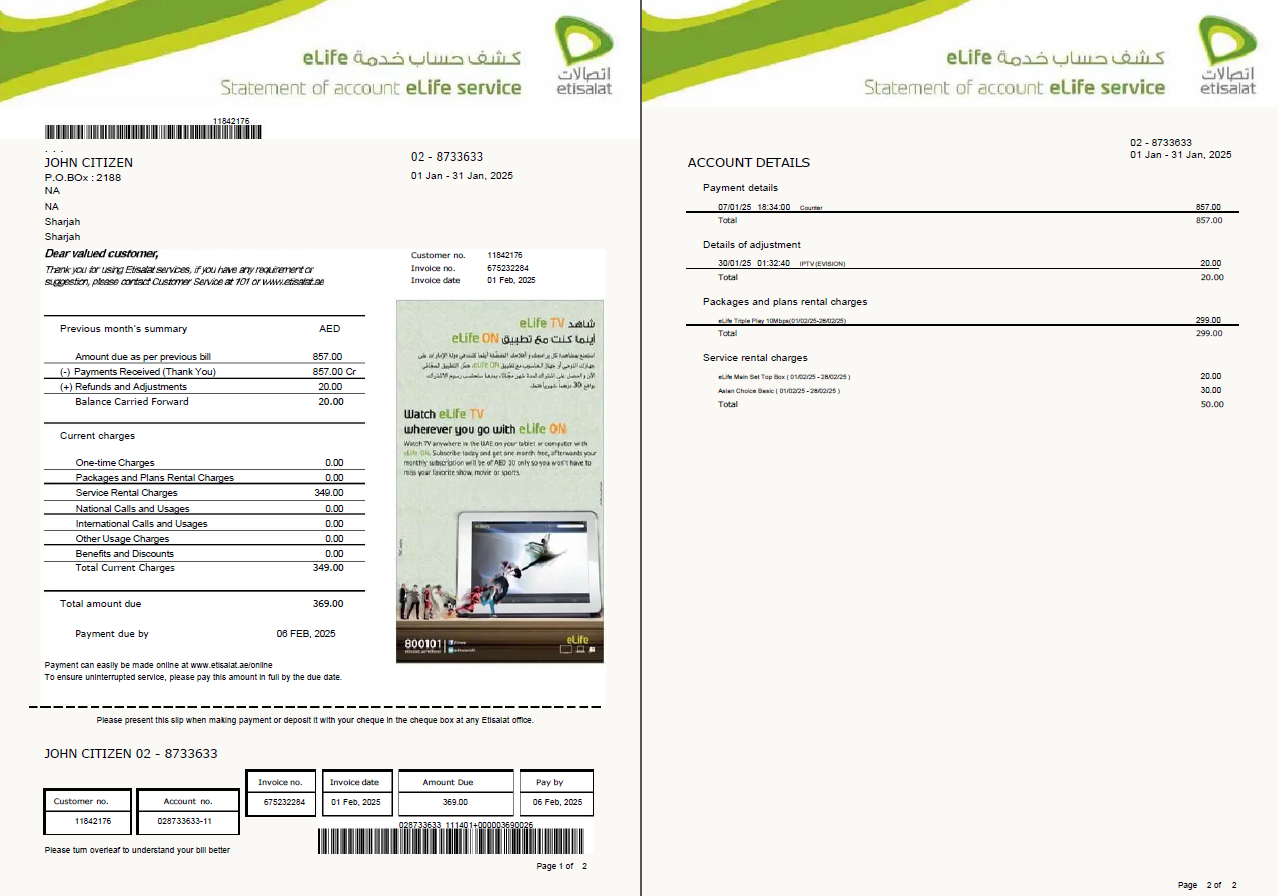 كشف حساب خدمة eLife
Statement of account eLife service
اتصالات
etisalat
11842176
. . .
JOHN CITIZEN
P.O.BOx : 2188
NA
NA
Sharjah
Sharjah
02 - 8733633
01 Jan - 31 Jan, 2025
Dear valued customer,
Thank you for using Etisalat services, if you have any requirement or
suggestion, please contact Customer Service at 101 or www.etisalat.ae
Customer no. 11842176
Invoice no. 675232284
Invoice date 01 Feb, 2025
Previous month's summary AED
Amount due as per previous bill 857.00
(-) Payments Received (Thank You) 857.00 Cr
(+) Refunds and Adjustments 20.00
Balance Carried Forward 20.00
Current charges
One-time Charges 0.00
Packages and Plans Rental Charges 0.00
Service Rental Charges 349.00
National Calls and Usages 0.00
International Calls and Usages 0.00
Other Usage Charges 0.00
Benefits and Discounts 0.00
Total Current Charges 349.00
Total amount due 369.00
Payment due by 06 FEB, 2025
Payment can easily be made online at www.etisalat.ae/online
To ensure uninterrupted service, please pay this amount in full by the due date.
شاهد eLife TV
أينما كنت مع تطبيق eLife ON
Watch eLife TV
wherever you go with eLife ON
Watch TV anywhere in the UAE on your tablet or computer with
eLife ON. Subscribe today and get one month free, afterwards your
monthly subscription will be of AED 30 only so you won't have to
miss your favorite show, movie or sports.
800101
eLife
Please present this slip when making payment or deposit it with your cheque in the cheque box at any Etisalat office.
JOHN CITIZEN 02 - 8733633
Customer no. Account no. Invoice no. Invoice date Amount Due Pay by
11842176 028733633-11 675232284 01 Feb, 2025 369.00 06 Feb, 2025
028733633 111401+000003690026
Please turn overleaf to understand your bill better
Page 1 of 2
كشف حساب خدمة eLife
Statement of account eLife service
اتصالات
etisalat
02 - 8733633
01 Jan - 31 Jan, 2025
ACCOUNT DETAILS
Payment details
07/01/25 18:34:00 Counter 857.00
Total 857.00
Details of adjustment
30/01/25 01:32:40 IPTV (EVISION) 20.00
Total 20.00
Packages and plans rental charges
eLife Triple Play 10Mbps(01/02/25-28/02/25) 299.00
Total 299.00
Service rental charges
eLife Main Set Top Box ( 01/02/25 - 28/02/25 ) 20.00
Asian Choice Basic ( 01/02/25 - 28/02/25 ) 30.00
Total 50.00
Page 2 of 2